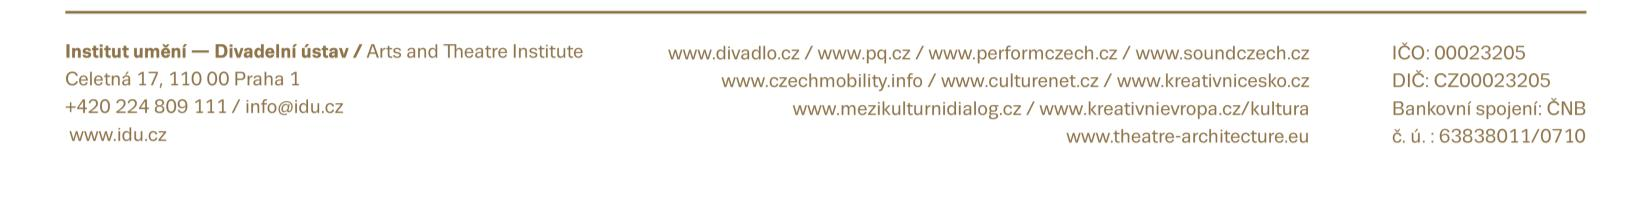 Institut umění — Divadelní ústav / Arts and Theatre Institute
Celetná 17, 110 00 Praha 1
+420 224 809 111 / info@idu.cz
www.idu.cz
www.divadlo.cz / www.pq.cz / www.performczech.cz / www.soundczech.cz
www.czechmobility.info / www.culturenet.cz / www.kreativnicesko.cz
www.mezikulturnidialog.cz / www.kreativnievropa.cz/kultura
www.theatre-architecture.eu
IČO: 00023205
DIČ: CZ00023205
Bankovní spojení: ČNB
č. ú. : 63838011/0710